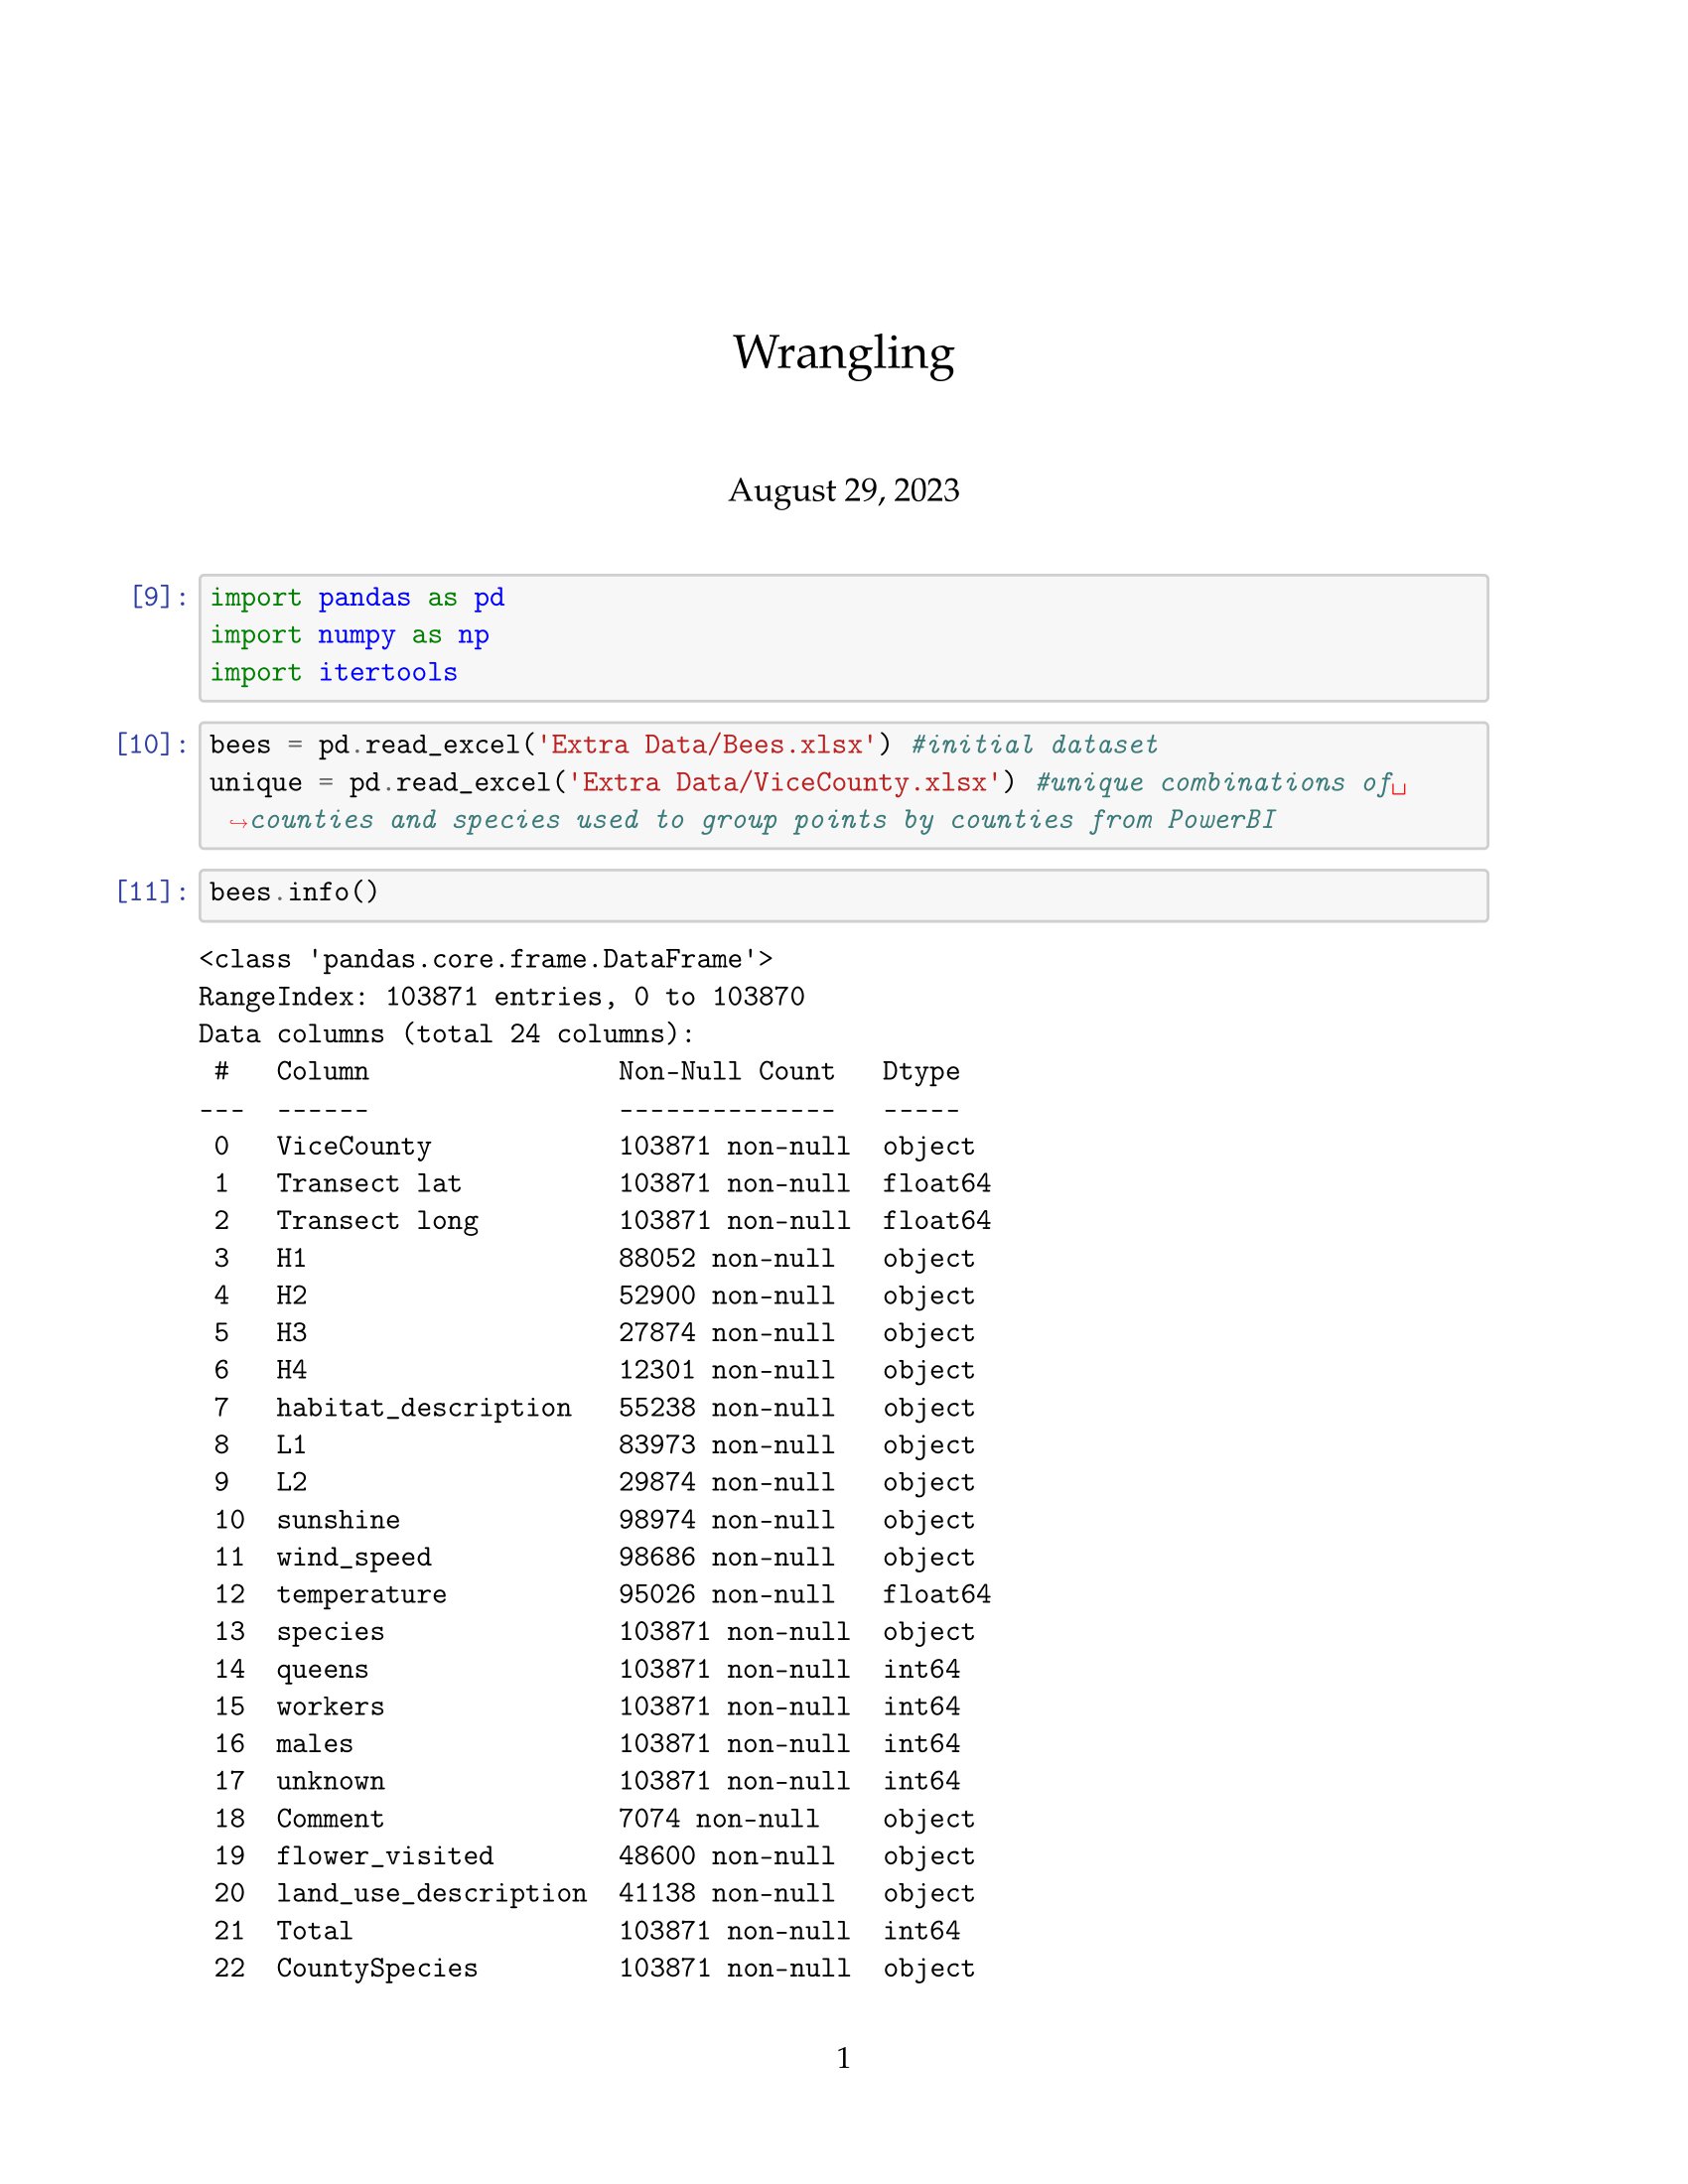 Wrangling
August 29, 2023
[9]: import pandas as pd
import numpy as np
import itertools
[10]: bees = pd.read_excel('Extra Data/Bees.xlsx') #initial dataset
unique = pd.read_excel('Extra Data/ViceCounty.xlsx') #unique combinations of␣
↪counties and species used to group points by counties from PowerBI
[11]: bees.info()
<class 'pandas.core.frame.DataFrame'>
RangeIndex: 103871 entries, 0 to 103870
Data columns (total 24 columns):
 #   Column                Non-Null Count   Dtype
---  ------                --------------   -----
 0   ViceCounty            103871 non-null  object
 1   Transect lat          103871 non-null  float64
 2   Transect long         103871 non-null  float64
 3   H1                    88052 non-null   object
 4   H2                    52900 non-null   object
 5   H3                    27874 non-null   object
 6   H4                    12301 non-null   object
 7   habitat_description   55238 non-null   object
 8   L1                    83973 non-null   object
 9   L2                    29874 non-null   object
 10  sunshine              98974 non-null   object
 11  wind_speed            98686 non-null   object
 12  temperature           95026 non-null   float64
 13  species               103871 non-null  object
 14  queens                103871 non-null  int64
 15  workers               103871 non-null  int64
 16  males                 103871 non-null  int64
 17  unknown               103871 non-null  int64
 18  Comment               7074 non-null    object
 19  flower_visited        48600 non-null   object
 20  land_use_description  41138 non-null   object
 21  Total                 103871 non-null  int64
 22  CountySpecies         103871 non-null  object
1